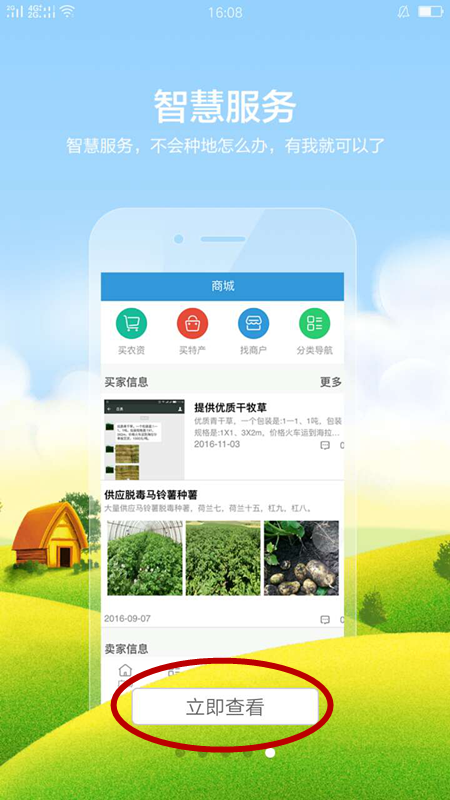 2G 4G 2G 16:08
智慧服务
智慧服务，不会种地怎么办，有我就可以了
商城
买农资 买特产 找商户 分类导航
买家信息 更多
提供优质干牧草
优质青干草，一个包装是:1一1、1吨，包装
规格是:1X1、3X2m，价格火车运到海拉...
2016-11-03
供应脱毒马铃薯种薯
大量供应马铃薯脱毒种薯，荷兰七，荷兰十五，杠九，杠八。
2016-09-07
卖家信息
立即查看